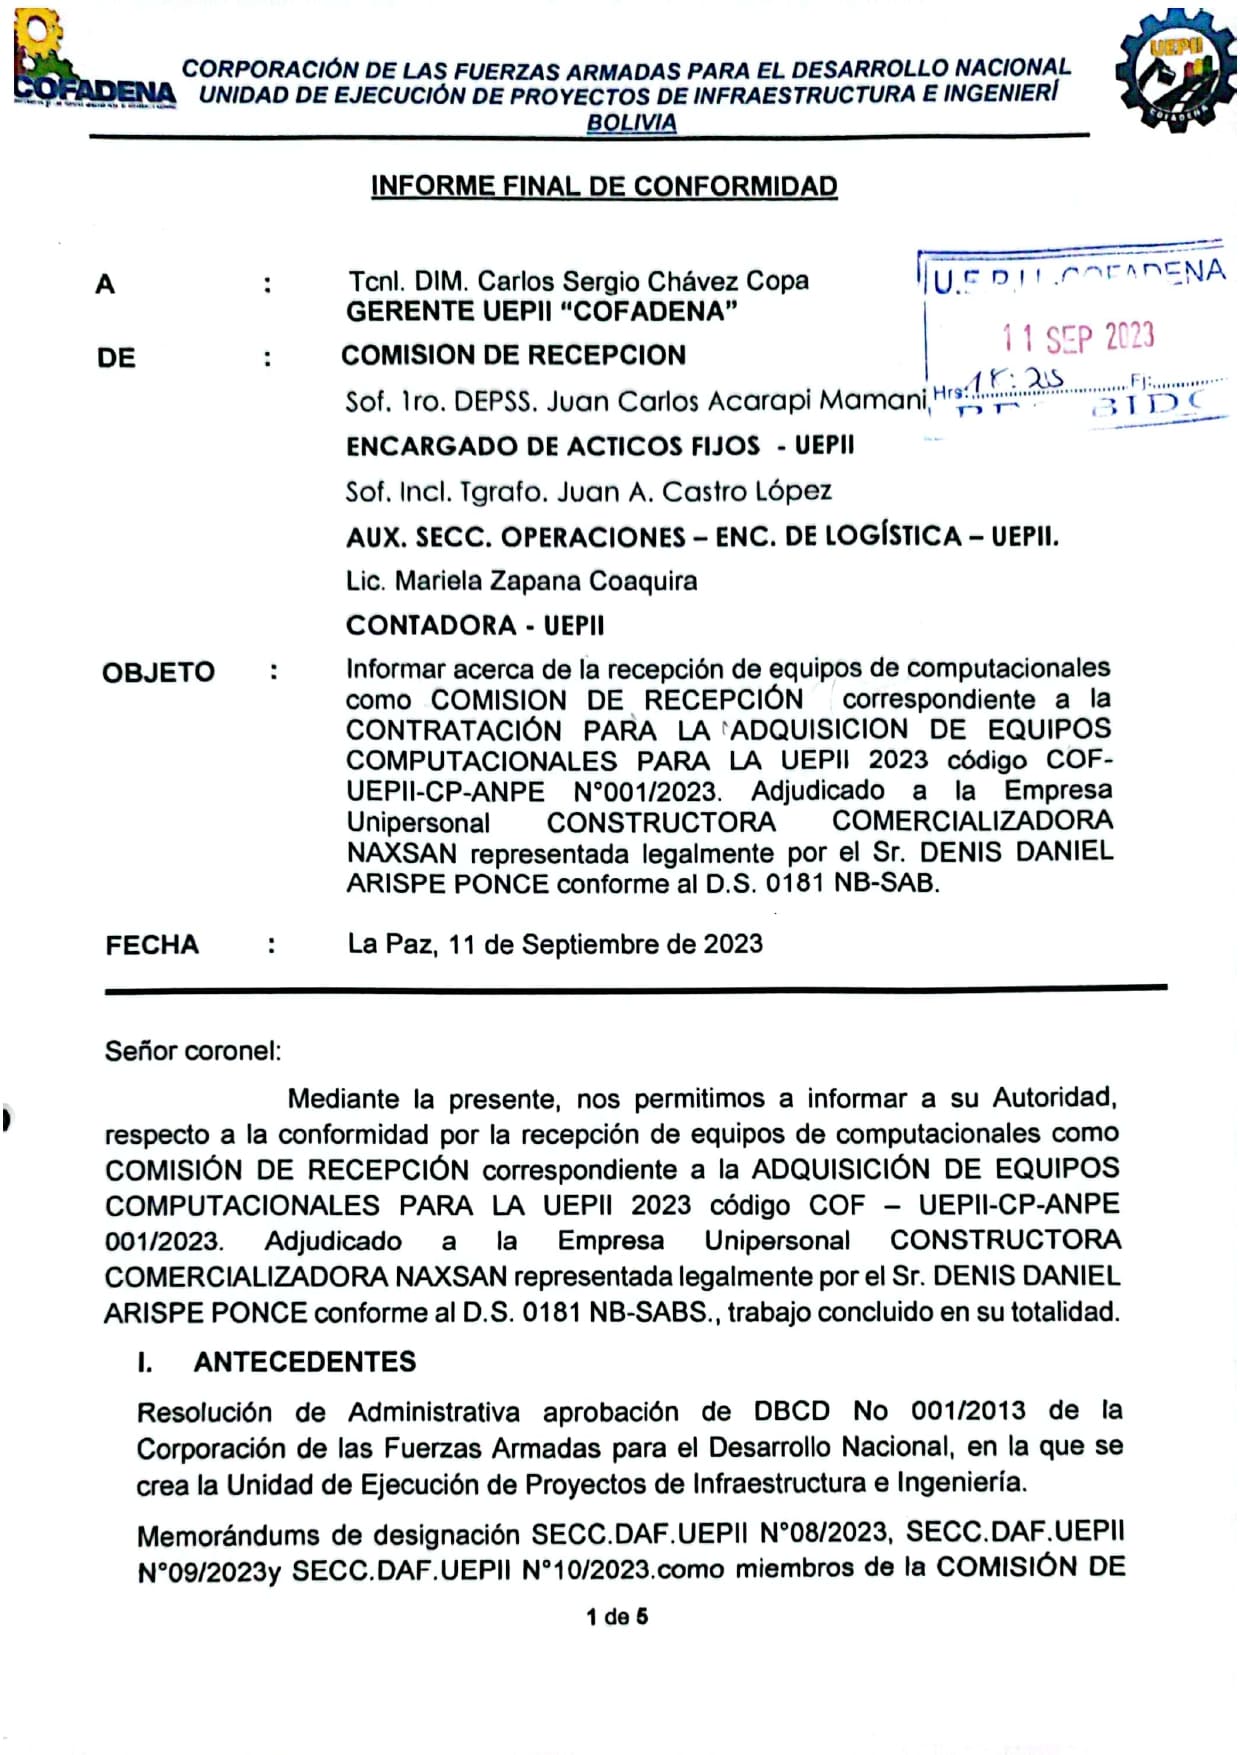 COFADENA
CORPORACIÓN DE LAS FUERZAS ARMADAS PARA EL DESARROLLO NACIONAL
UNIDAD DE EJECUCIÓN DE PROYECTOS DE INFRAESTRUCTURA E INGENIERÍ
BOLIVIA
UEPII
COFADENA
INFORME FINAL DE CONFORMIDAD
A : Tcnl. DIM. Carlos Sergio Chávez Copa
GERENTE UEPII “COFADENA”
U.E.P.I.I. COFADENA
11 SEP 2023
Hrs: Fj:
DE : COMISION DE RECEPCION
Sof. 1ro. DEPSS. Juan Carlos Acarapi Mamani,
ENCARGADO DE ACTICOS FIJOS - UEPII
Sof. Incl. Tgrafo. Juan A. Castro López
AUX. SECC. OPERACIONES – ENC. DE LOGÍSTICA – UEPII.
Lic. Mariela Zapana Coaquira
CONTADORA - UEPII
OBJETO : Informar acerca de la recepción de equipos de computacionales
como COMISION DE RECEPCIÓN correspondiente a la
CONTRATACIÓN PARA LA ADQUISICION DE EQUIPOS
COMPUTACIONALES PARA LA UEPII 2023 código COF-
UEPII-CP-ANPE N°001/2023. Adjudicado a la Empresa
Unipersonal CONSTRUCTORA COMERCIALIZADORA
NAXSAN representada legalmente por el Sr. DENIS DANIEL
ARISPE PONCE conforme al D.S. 0181 NB-SAB.
FECHA : La Paz, 11 de Septiembre de 2023
Señor coronel:
Mediante la presente, nos permitimos a informar a su Autoridad,
respecto a la conformidad por la recepción de equipos de computacionales como
COMISIÓN DE RECEPCIÓN correspondiente a la ADQUISICIÓN DE EQUIPOS
COMPUTACIONALES PARA LA UEPII 2023 código COF – UEPII-CP-ANPE
001/2023. Adjudicado a la Empresa Unipersonal CONSTRUCTORA
COMERCIALIZADORA NAXSAN representada legalmente por el Sr. DENIS DANIEL
ARISPE PONCE conforme al D.S. 0181 NB-SABS., trabajo concluido en su totalidad.
I. ANTECEDENTES
Resolución de Administrativa aprobación de DBCD No 001/2013 de la
Corporación de las Fuerzas Armadas para el Desarrollo Nacional, en la que se
crea la Unidad de Ejecución de Proyectos de Infraestructura e Ingeniería.
Memorándums de designación SECC.DAF.UEPII N°08/2023, SECC.DAF.UEPII
N°09/2023y SECC.DAF.UEPII N°10/2023.como miembros de la COMISIÓN DE
1 de 5